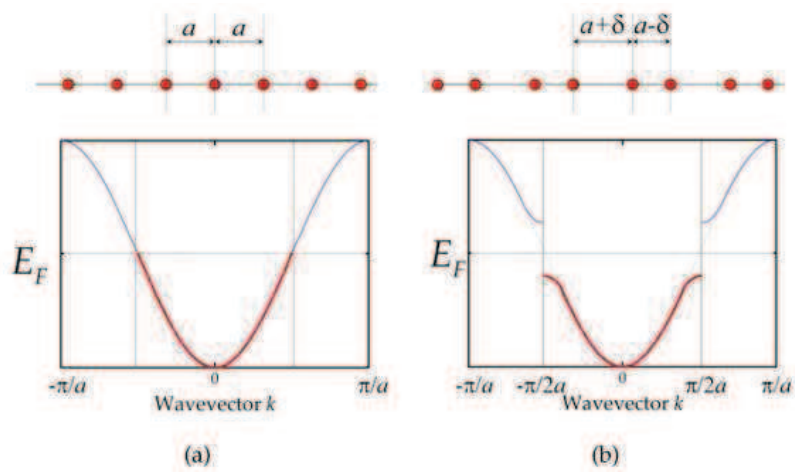 a a
a+δ a-δ
E_F
-π/a 0 π/a
Wavevector k
(a)
E_F
-π/a -π/2a 0 π/2a π/a
Wavevector k
(b)